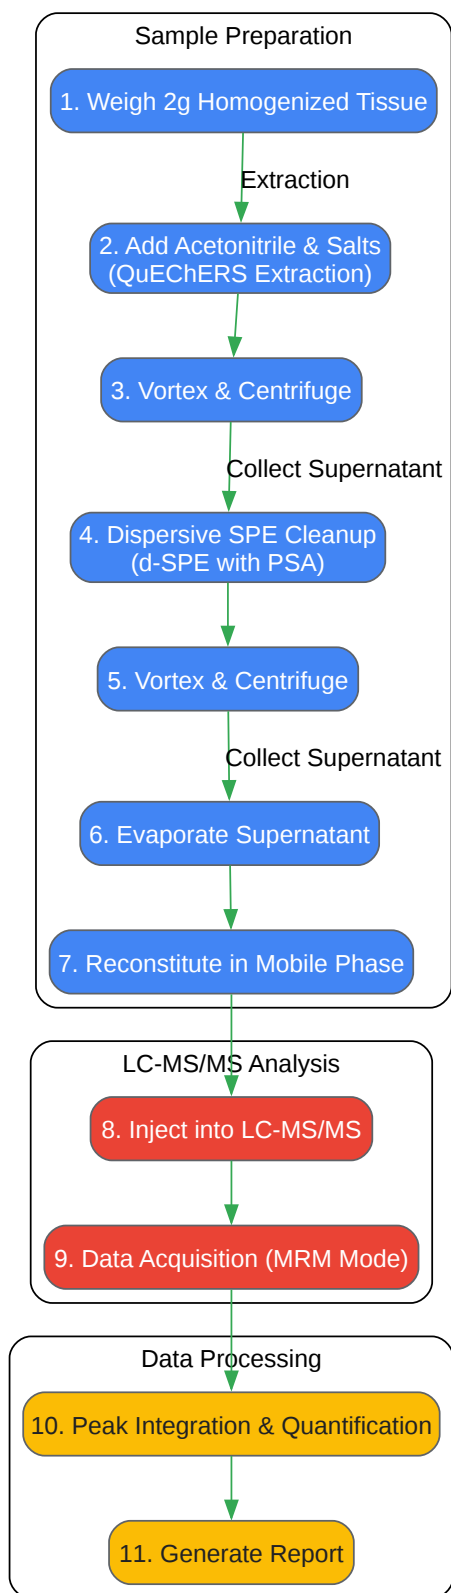 Sample Preparation
1. Weigh 2g Homogenized Tissue
Extraction
2. Add Acetonitrile & Salts
(QuEChERS Extraction)
3. Vortex & Centrifuge
Collect Supernatant
4. Dispersive SPE Cleanup
(d-SPE with PSA)
5. Vortex & Centrifuge
Collect Supernatant
6. Evaporate Supernatant
7. Reconstitute in Mobile Phase
LC-MS/MS Analysis
8. Inject into LC-MS/MS
9. Data Acquisition (MRM Mode)
Data Processing
10. Peak Integration & Quantification
11. Generate Report